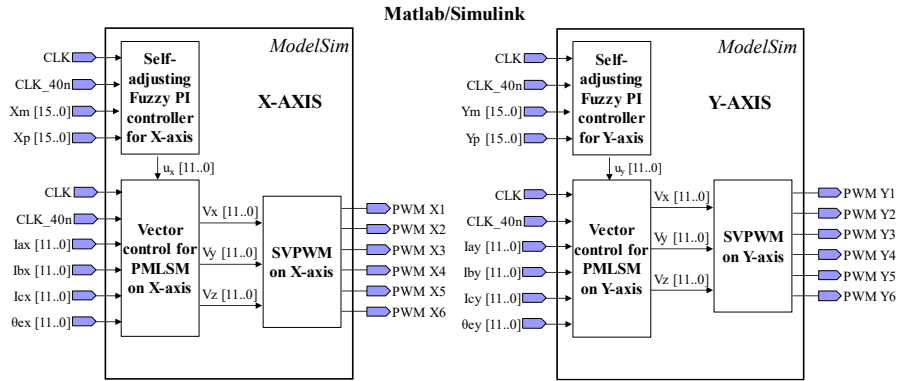 Matlab/Simulink
ModelSim
X-AXIS
CLK
CLK_40n
Xm [15..0]
Xp [15..0]
Self-
adjusting
Fuzzy PI
controller
for X-axis
ux [11..0]
CLK
CLK_40n
Iax [11..0]
Ibx [11..0]
Icx [11..0]
θex [11..0]
Vector
control for
PMLSM
on X-axis
Vx [11..0]
Vy [11..0]
Vz [11..0]
SVPWM
on X-axis
PWM X1
PWM X2
PWM X3
PWM X4
PWM X5
PWM X6
ModelSim
Y-AXIS
CLK
CLK_40n
Ym [15..0]
Yp [15..0]
Self-
adjusting
Fuzzy PI
controller
for Y-axis
uy [11..0]
CLK
CLK_40n
Iay [11..0]
Iby [11..0]
Icy [11..0]
θey [11..0]
Vector
control for
PMLSM
on Y-axis
Vx [11..0]
Vy [11..0]
Vz [11..0]
SVPWM
on Y-axis
PWM Y1
PWM Y2
PWM Y3
PWM Y4
PWM Y5
PWM Y6